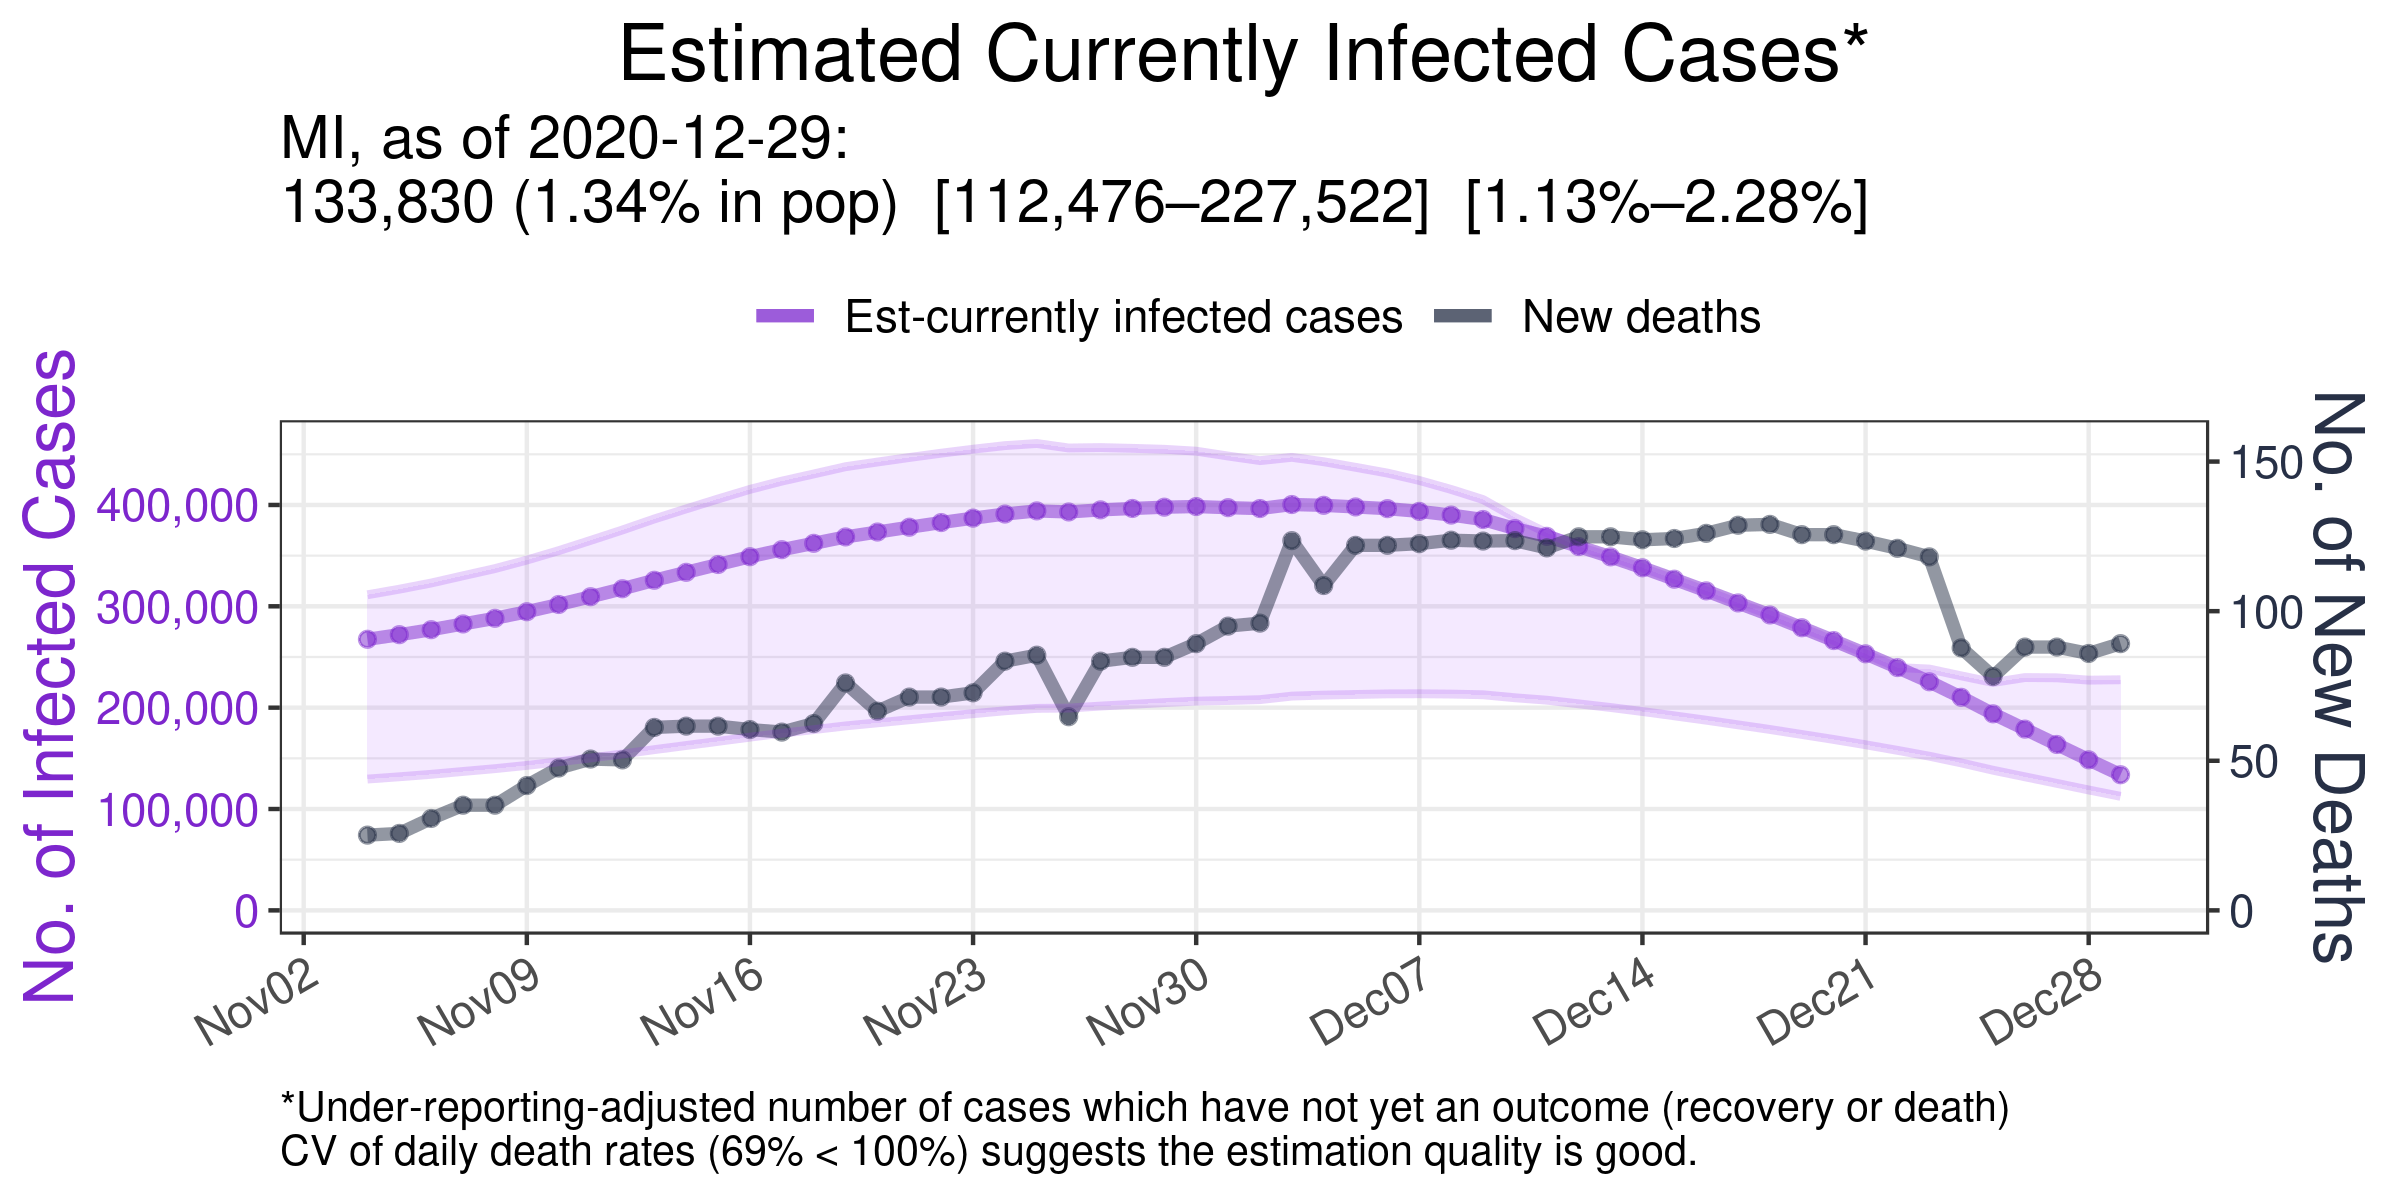 Estimated Currently Infected Cases*
MI, as of 2020-12-29:
133,830 (1.34% in pop)  [112,476–227,522]  [1.13%–2.28%]
Est-currently infected cases
New deaths
No. of Infected Cases
400,000
300,000
200,000
100,000
0
150
100
50
0
No. of New Deaths
Nov02
Nov09
Nov16
Nov23
Nov30
Dec07
Dec14
Dec21
Dec28
*Under-reporting-adjusted number of cases which have not yet an outcome (recovery or death)
CV of daily death rates (69% < 100%) suggests the estimation quality is good.